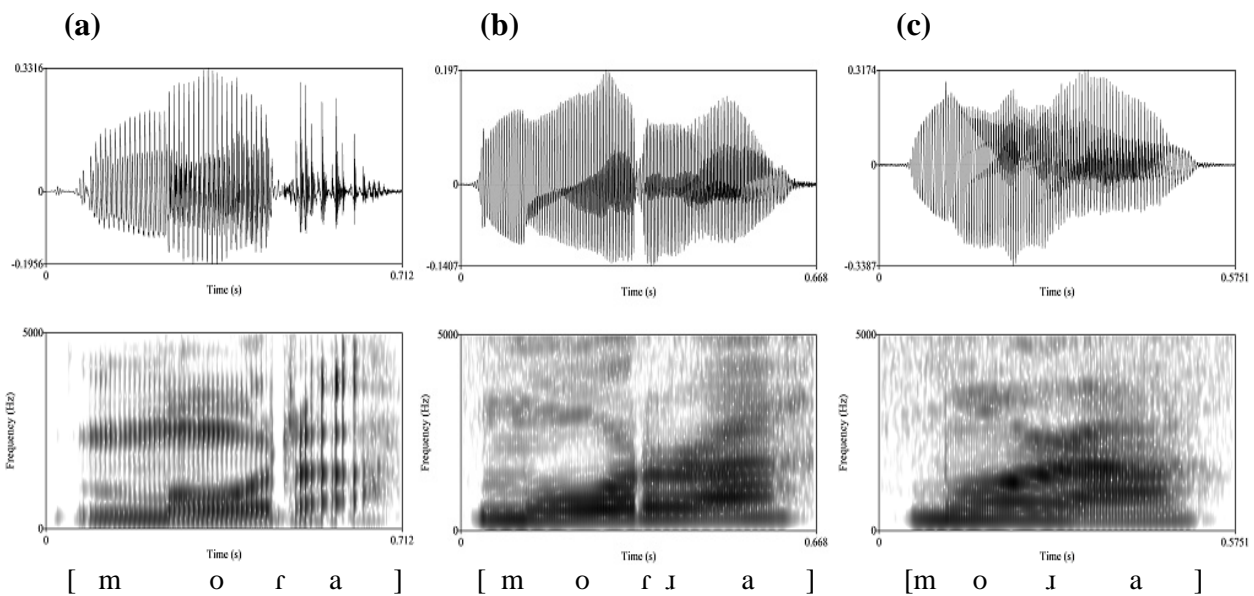 (a) (b) (c)
0.3316 0.197 0.3174
0 0 0
-0.1956 -0.1407 -0.3387
0 0.712 0 0.668 0 0.5751
Time (s) Time (s) Time (s)
5000 5000 5000
Frequency (Hz) Frequency (Hz) Frequency (Hz)
0 0 0
0 0.712 0 0.668 0 0.5751
Time (s) Time (s) Time (s)
[ m o ɾ a ] [ m o ɾ ɹ a ] [m o ɹ a ]